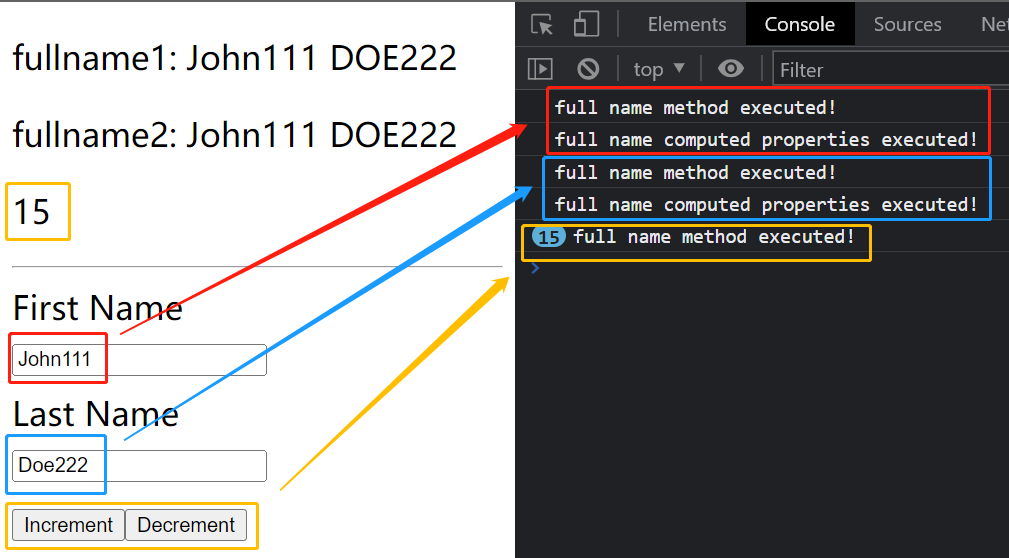 fullname1: John111 DOE222
fullname2: John111 DOE222
15
First Name
John111
Last Name
Doe222
Increment Decrement
Elements Console Sources Net
top ▼ Filter
full name method executed!
full name computed properties executed!
full name method executed!
full name computed properties executed!
15 full name method executed!
>